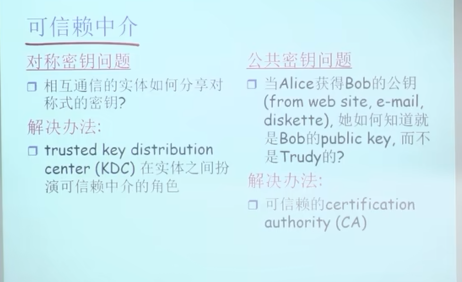 可信赖中介
对称密钥问题
相互通信的实体如何分享对
称式的密钥?
解决办法:
trusted key distribution
center (KDC) 在实体之间扮
演可信赖中介的角色
公共密钥问题
当Alice获得Bob的公钥
(from web site, e-mail,
diskette), 她如何知道就
是Bob的public key, 而不
是Trudy的?
解决办法:
可信赖的certification
authority (CA)